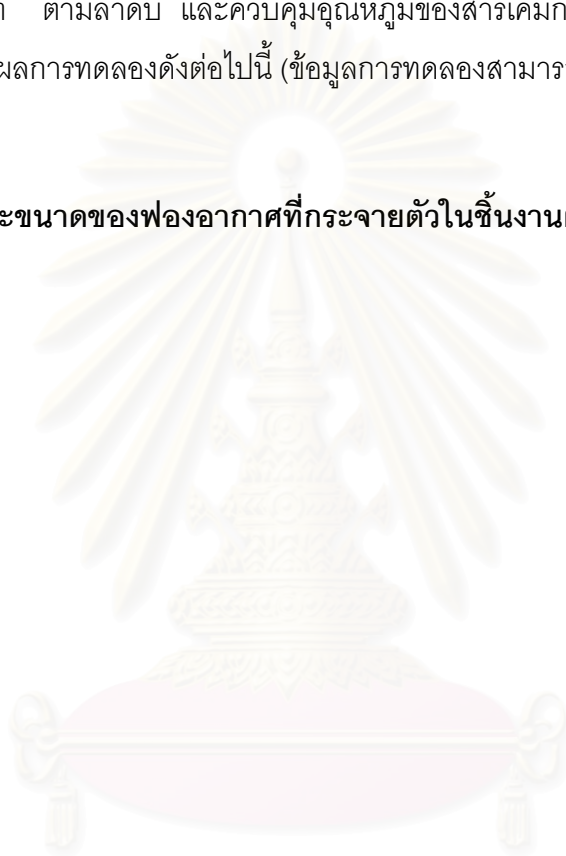 ตามลำดับ และควบคุมอุณหภูมิของสารเคมี
ผลการทดลองดังต่อไปนี้ (ข้อมูลการทดลองสามาร
ะขนาดของฟองอากาศที่กระจายตัวในชิ้นงาน